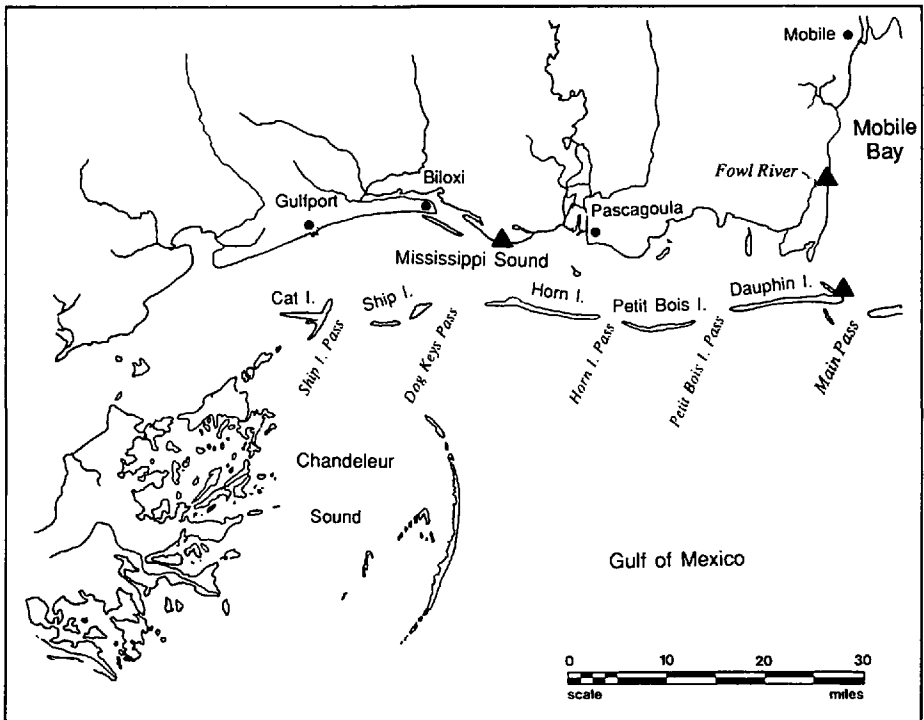 Mobile
Mobile
Bay
Fowl River
Biloxi
Gulfport
Pascagoula
Mississippi Sound
Cat I.
Ship I.
Horn I.
Petit Bois I.
Dauphin I.
Ship I. Pass
Dog Keys Pass
Horn I. Pass
Petit Bois I. Pass
Main Pass
Chandeleur
Sound
Gulf of Mexico
0 10 20 30
scale miles